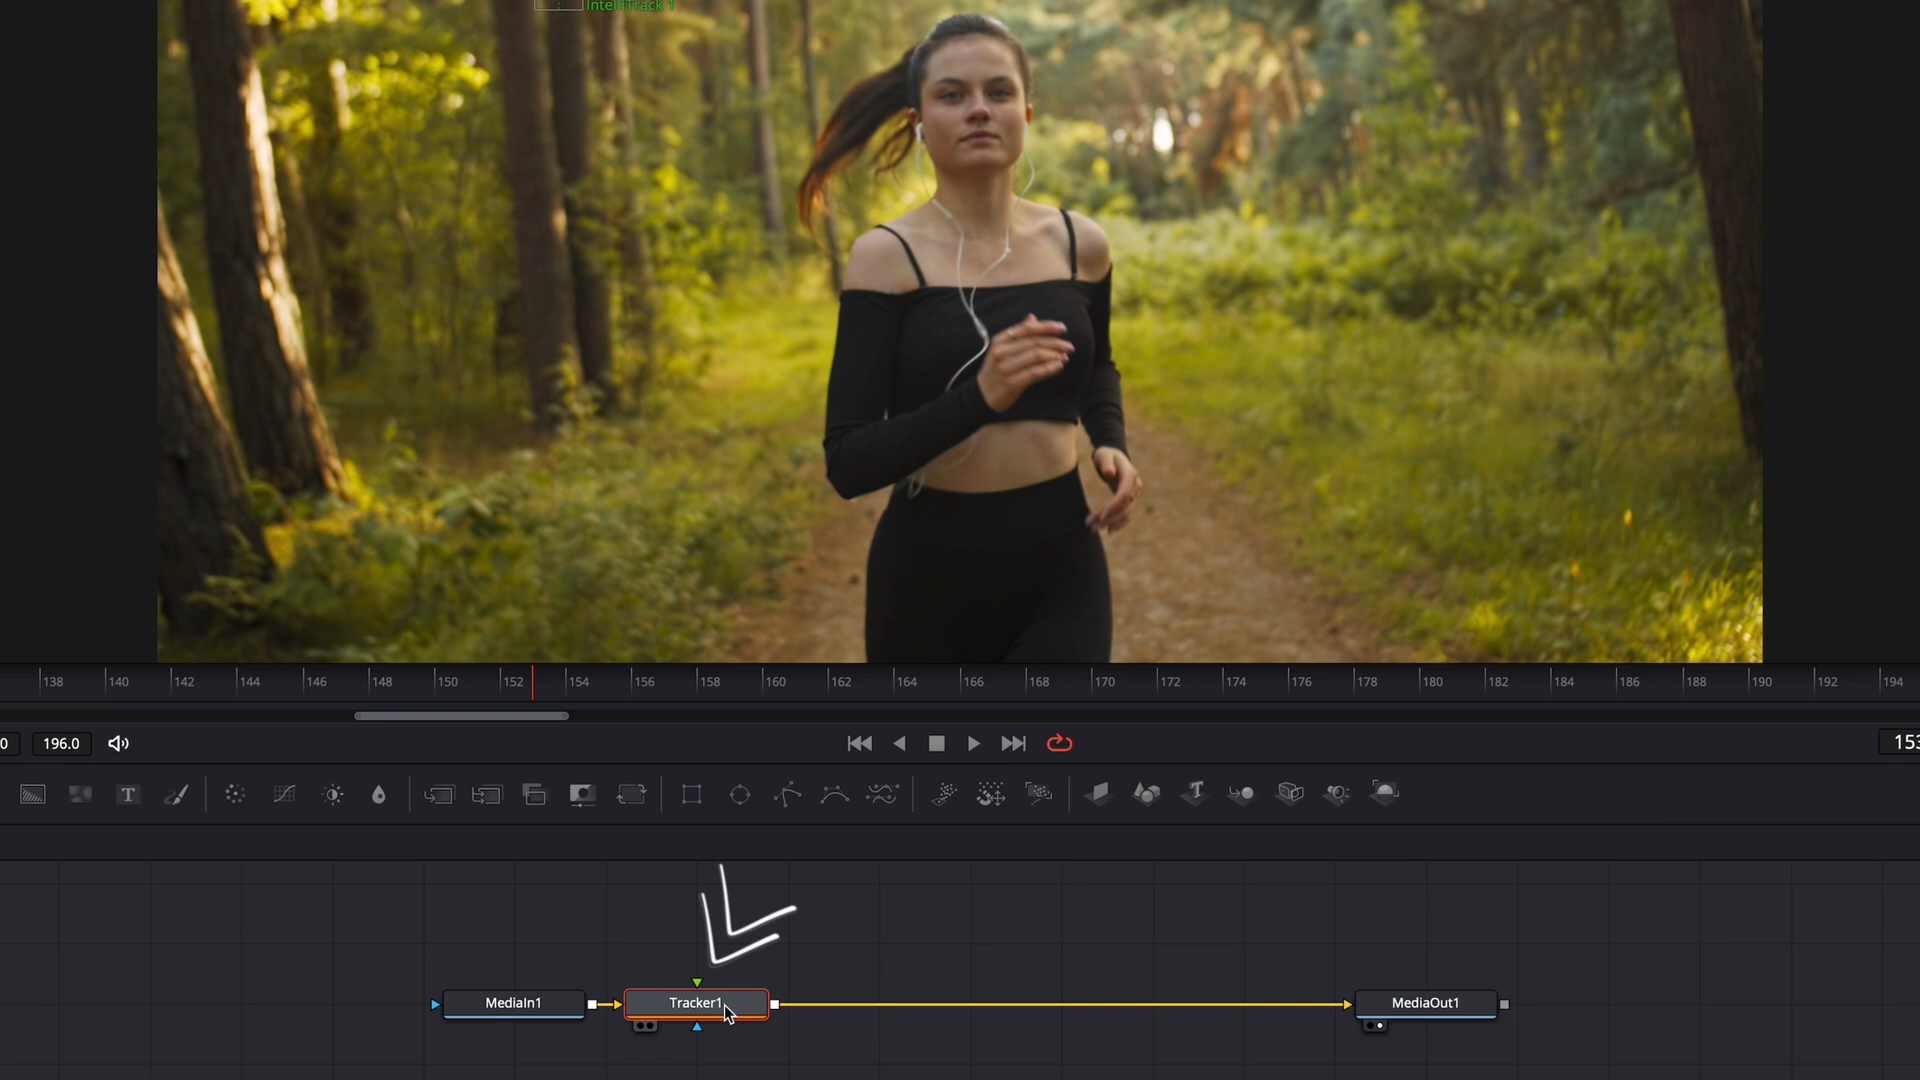 IntelliTrack 1
138 140 142 144 146 148 150 152 154 156 158 160 162 164 166 168 170 172 174 176 178 180 182 184 186 188 190 192 194
0 196.0 153
T T
MediaIn1 Tracker1 MediaOut1